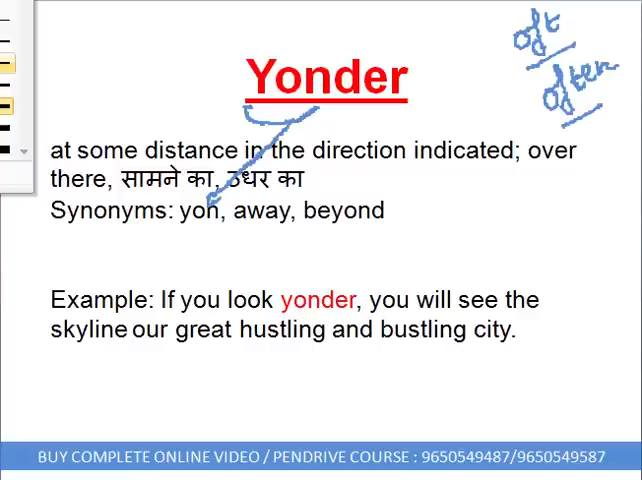 oft
often
Yonder
at some distance in the direction indicated; over
there, सामने का, उधर का
Synonyms: yon, away, beyond
Example: If you look yonder, you will see the
skyline our great hustling and bustling city.
BUY COMPLETE ONLINE VIDEO / PENDRIVE COURSE : 9650549487/9650549587